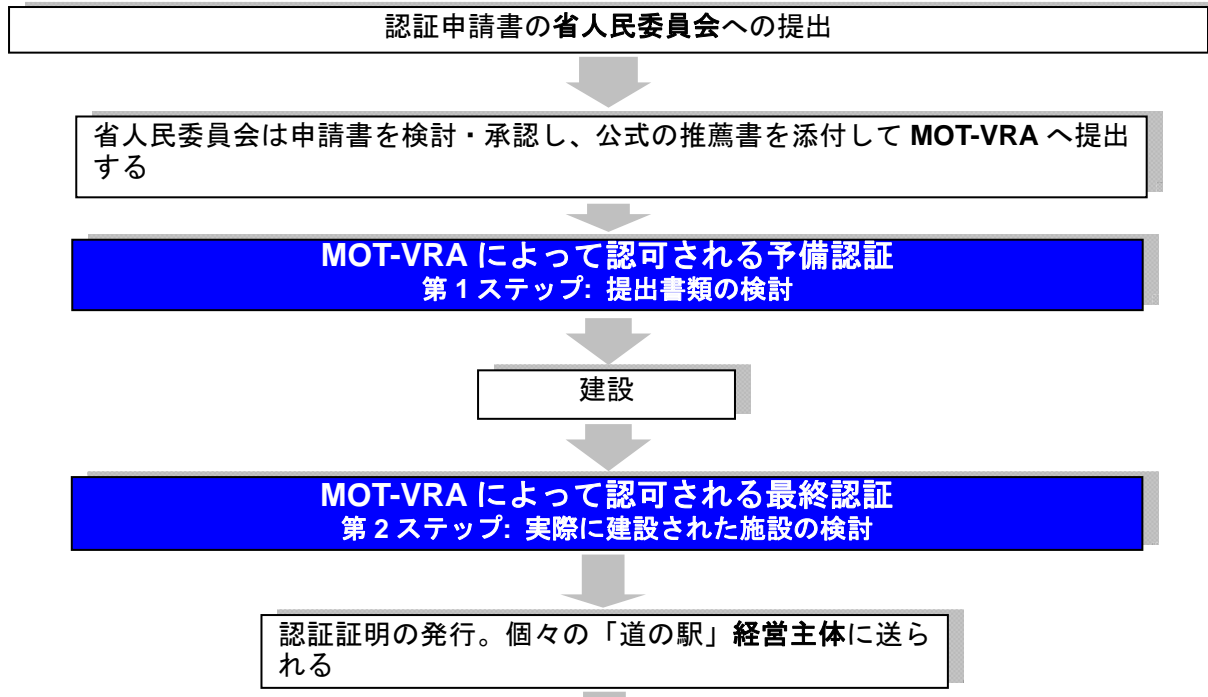 認証申請書の省人民委員会への提出
省人民委員会は申請書を検討・承認し、公式の推薦書を添付して MOT-VRA へ提出
する
MOT-VRA によって認可される予備認証
第 1 ステップ: 提出書類の検討
建設
MOT-VRA によって認可される最終認証
第 2 ステップ: 実際に建設された施設の検討
認証証明の発行。個々の「道の駅」経営主体に送ら
れる